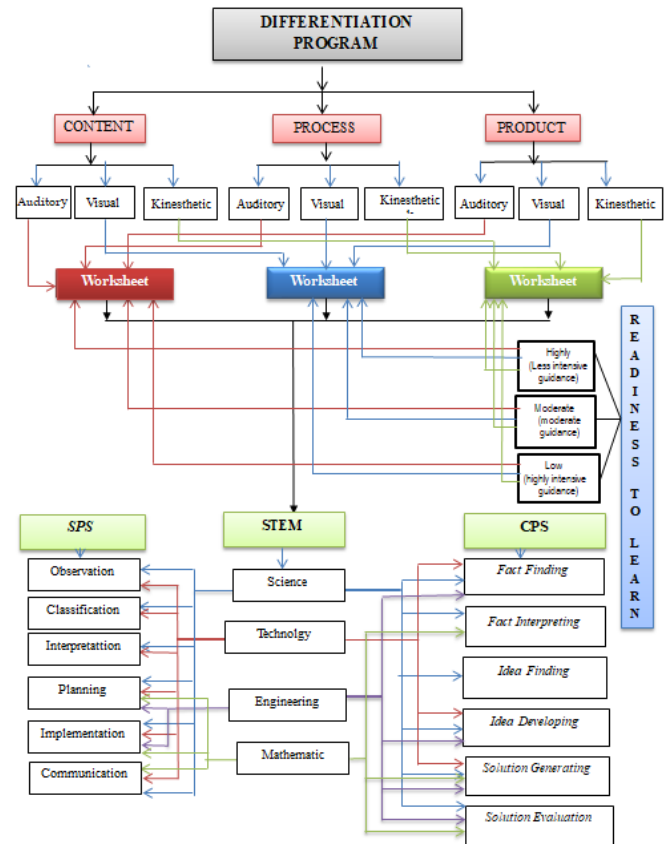 DIFFERENTIATION
PROGRAM
CONTENT
PROCESS
PRODUCT
Auditory
Visual
Kinesthetic
Auditory
Visual
Kinesthetic
Auditory
Visual
Kinesthetic
Worksheet
Worksheet
Worksheet
READINESS TO LEARN
Highly
(Less intensive
guidance)
Moderate
(moderate
guidance)
Low
(highly intensive
guidance)
SPS
STEM
CPS
Observation
Classification
Interpretattion
Planning
Implementation
Communication
Science
Technolgy
Engineering
Mathematic
Fact Finding
Fact Interpreting
Idea Finding
Idea Developing
Solution Generating
Solution Evaluation